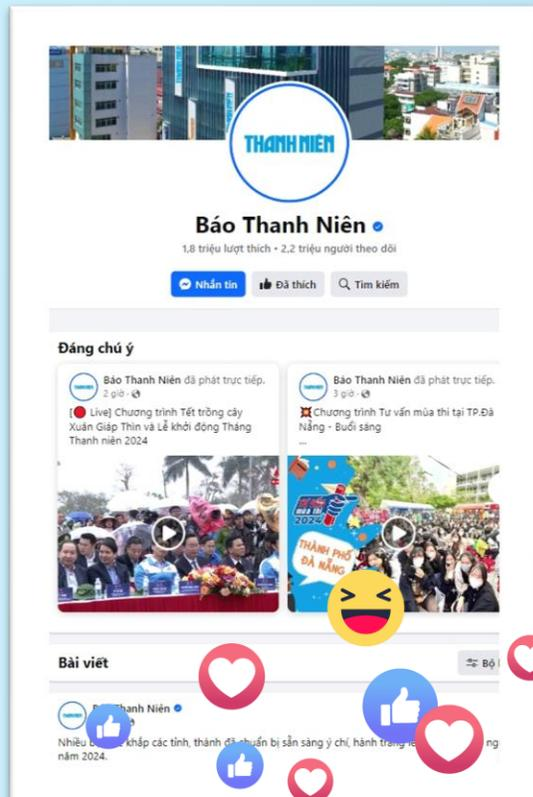 THANH NIÊN
Báo Thanh Niên
1,8 triệu lượt thích • 2,2 triệu người theo dõi
Nhắn tin Đã thích Tìm kiếm
Đáng chú ý
Báo Thanh Niên đã phát trực tiếp.
2 giờ
[🔴 Live] Chương trình Tết trồng cây
Xuân Giáp Thìn và Lễ khởi động Tháng
Thanh niên 2024
Báo Thanh Niên đã phát trực tiếp.
3 giờ
💥Chương trình Tư vấn mùa thi tại TP.Đà
Nẵng - Buổi sáng
...
MÙA THI
2024
THÀNH PHỐ
ĐÀ NẴNG
Bài viết
Bộ
Thanh Niên
Nhiều khắp các tỉnh, thành đã chuẩn bị sẵn sàng ý chí, hành trang
năm 2024.